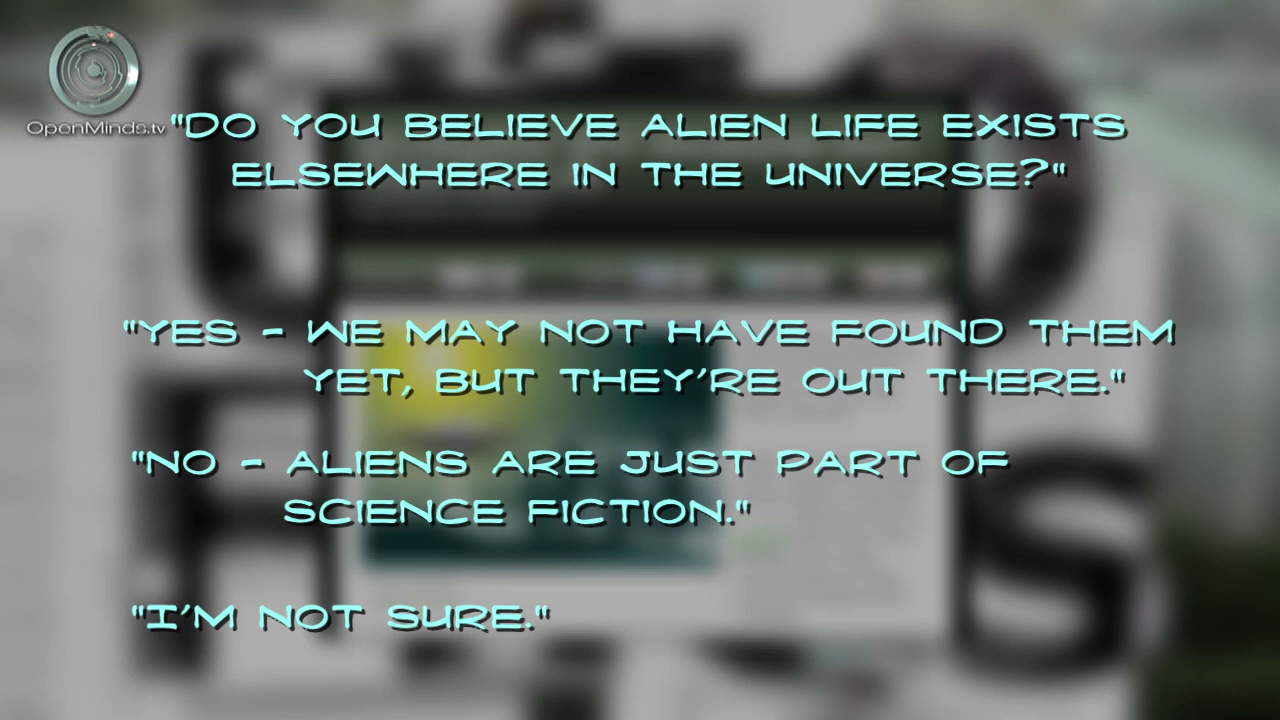 OpenMinds.tv
"DO YOU BELIEVE ALIEN LIFE EXISTS
ELSEWHERE IN THE UNIVERSE?"
"YES - WE MAY NOT HAVE FOUND THEM
YET, BUT THEY'RE OUT THERE."
"NO - ALIENS ARE JUST PART OF
SCIENCE FICTION."
"I'M NOT SURE."